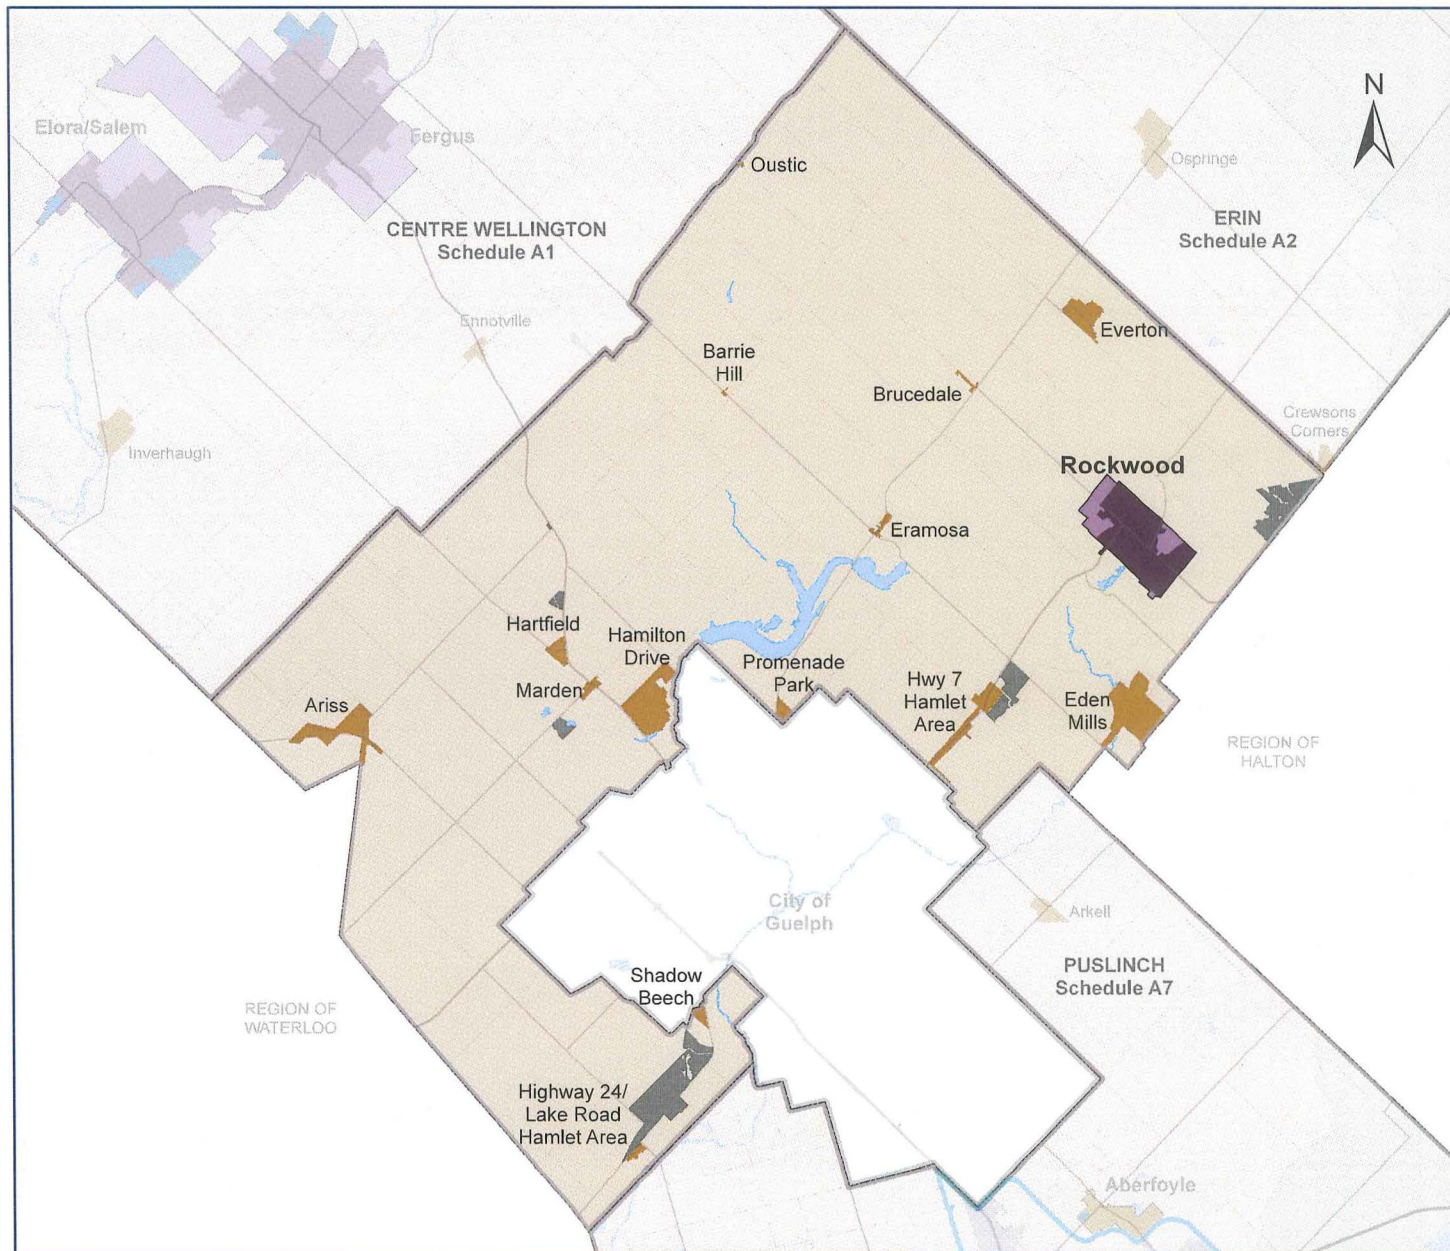 N
Elora/Salem
Fergus
Oustic
Ospringe
CENTRE WELLINGTON
Schedule A1
ERIN
Schedule A2
Ennotville
Everton
Barrie
Hill
Brucedale
Crewsons
Corners
Inverhaugh
Rockwood
Eramosa
Hartfield
Hamilton
Drive
Promenade
Park
Marden
Hwy 7
Hamlet
Area
Eden
Mills
Ariss
REGION OF
HALTON
City of
Guelph
Arkell
PUSLINCH
Schedule A7
Shadow
Beech
REGION OF
WATERLOO
Highway 24/
Lake Road
Hamlet Area
Aberfoyle